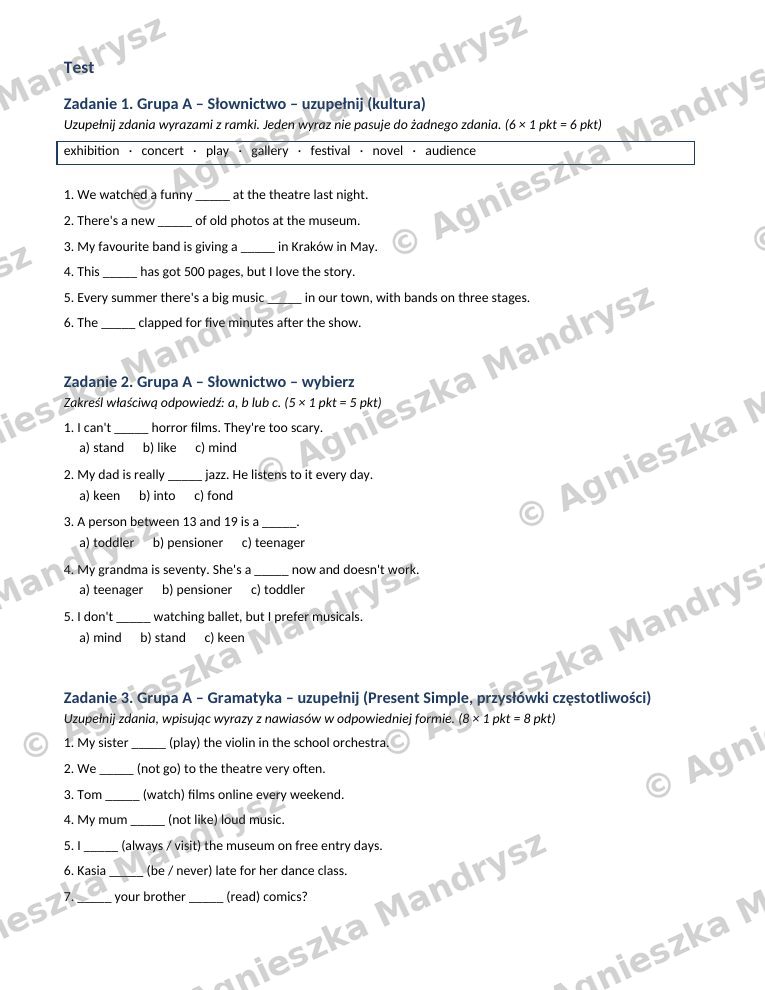 Test
Zadanie 1. Grupa A – Słownictwo – uzupełnij (kultura)
Uzupełnij zdania wyrazami z ramki. Jeden wyraz nie pasuje do żadnego zdania. (6 × 1 pkt = 6 pkt)
exhibition · concert · play · gallery · festival · novel · audience
1. We watched a funny _____ at the theatre last night.
2. There's a new _____ of old photos at the museum.
3. My favourite band is giving a _____ in Kraków in May.
4. This _____ has got 500 pages, but I love the story.
5. Every summer there's a big music _____ in our town, with bands on three stages.
6. The _____ clapped for five minutes after the show.
Zadanie 2. Grupa A – Słownictwo – wybierz
Zakreśl właściwą odpowiedź: a, b lub c. (5 × 1 pkt = 5 pkt)
1. I can't _____ horror films. They're too scary.
a) stand b) like c) mind
2. My dad is really _____ jazz. He listens to it every day.
a) keen b) into c) fond
3. A person between 13 and 19 is a _____.
a) toddler b) pensioner c) teenager
4. My grandma is seventy. She's a _____ now and doesn't work.
a) teenager b) pensioner c) toddler
5. I don't _____ watching ballet, but I prefer musicals.
a) mind b) stand c) keen
Zadanie 3. Grupa A – Gramatyka – uzupełnij (Present Simple, przysłówki częstotliwości)
Uzupełnij zdania, wpisując wyrazy z nawiasów w odpowiedniej formie. (8 × 1 pkt = 8 pkt)
1. My sister _____ (play) the violin in the school orchestra.
2. We _____ (not go) to the theatre very often.
3. Tom _____ (watch) films online every weekend.
4. My mum _____ (not like) loud music.
5. I _____ (always / visit) the museum on free entry days.
6. Kasia _____ (be / never) late for her dance class.
7. _____ your brother _____ (read) comics?
© Agnieszka Mandrysz